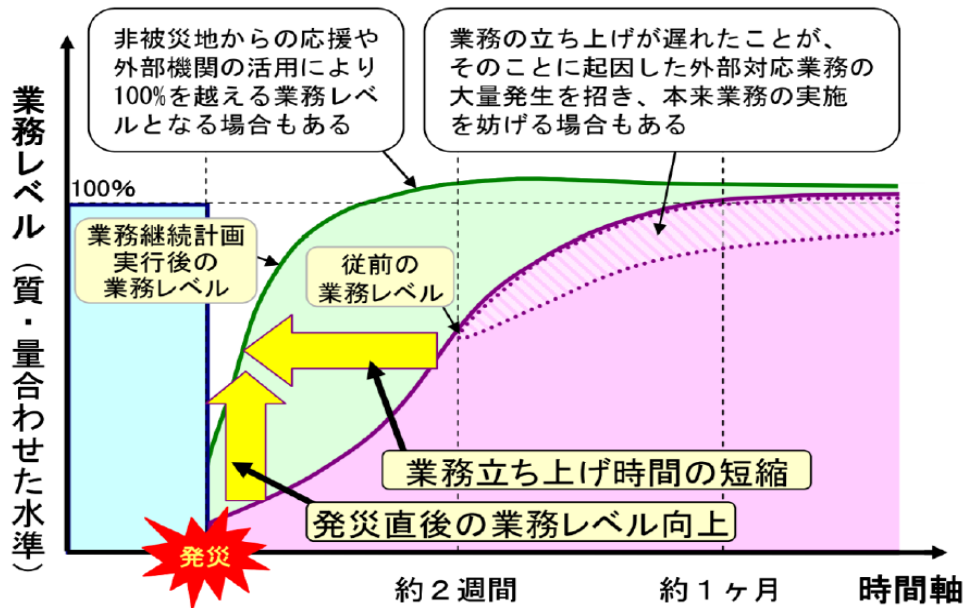 非被災地からの応援や
外部機関の活用により
100%を越える業務レベ
ルとなる場合もある
業務の立ち上げが遅れたことが、
そのことに起因した外部対応業務の
大量発生を招き、本来業務の実施
を妨げる場合もある
業務レベル（質・量合わせた水準）
100%
業務継続計画
実行後の
業務レベル
従前の
業務レベル
業務立ち上げ時間の短縮
発災直後の業務レベル向上
発災
約２週間
約１ヶ月
時間軸